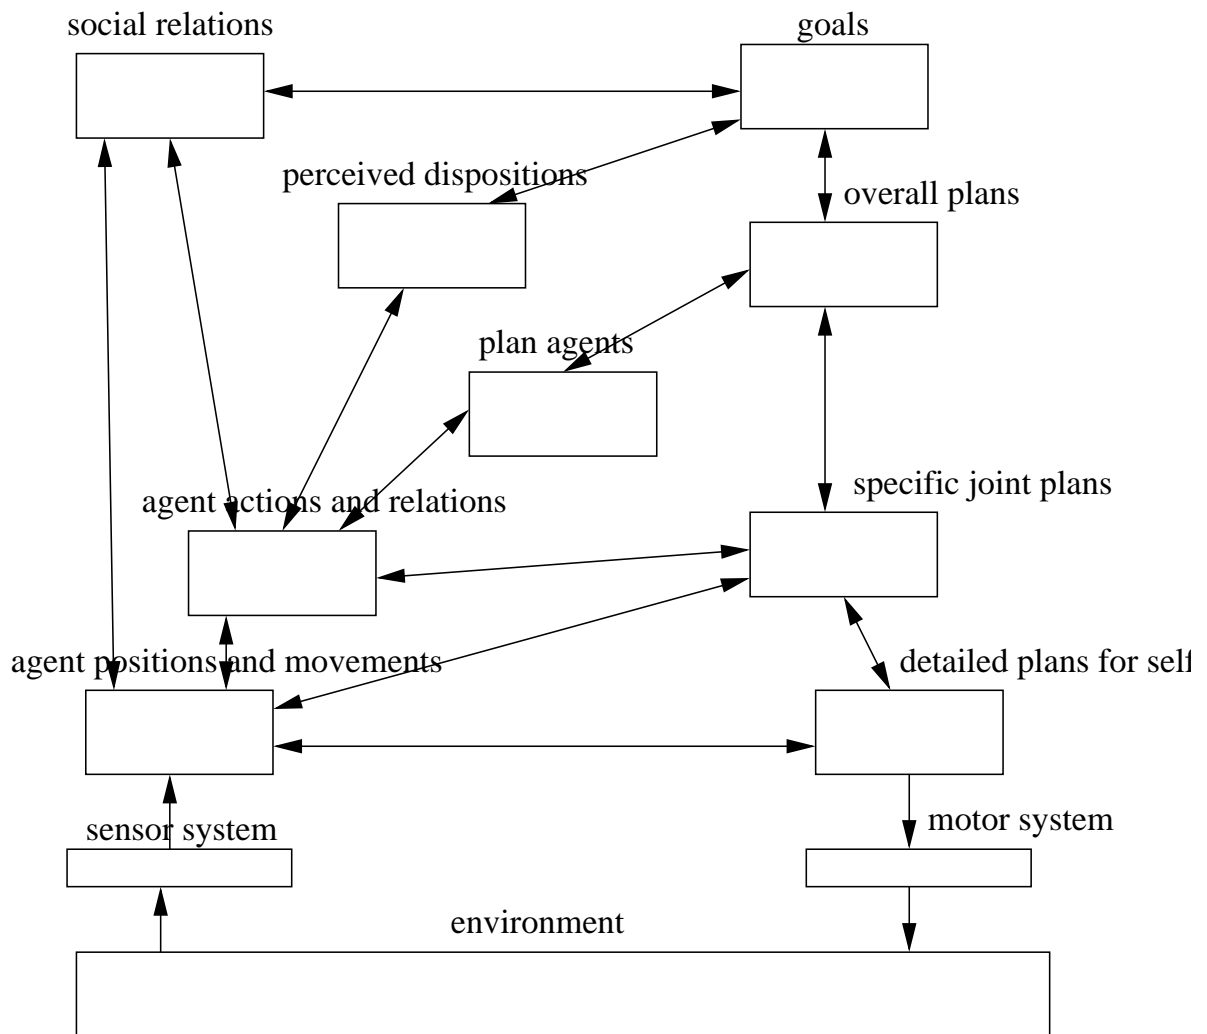 social relations
goals
perceived dispositions
overall plans
plan agents
specific joint plans
agent actions and relations
agent positions and movements
detailed plans for self
sensor system
motor system
environment